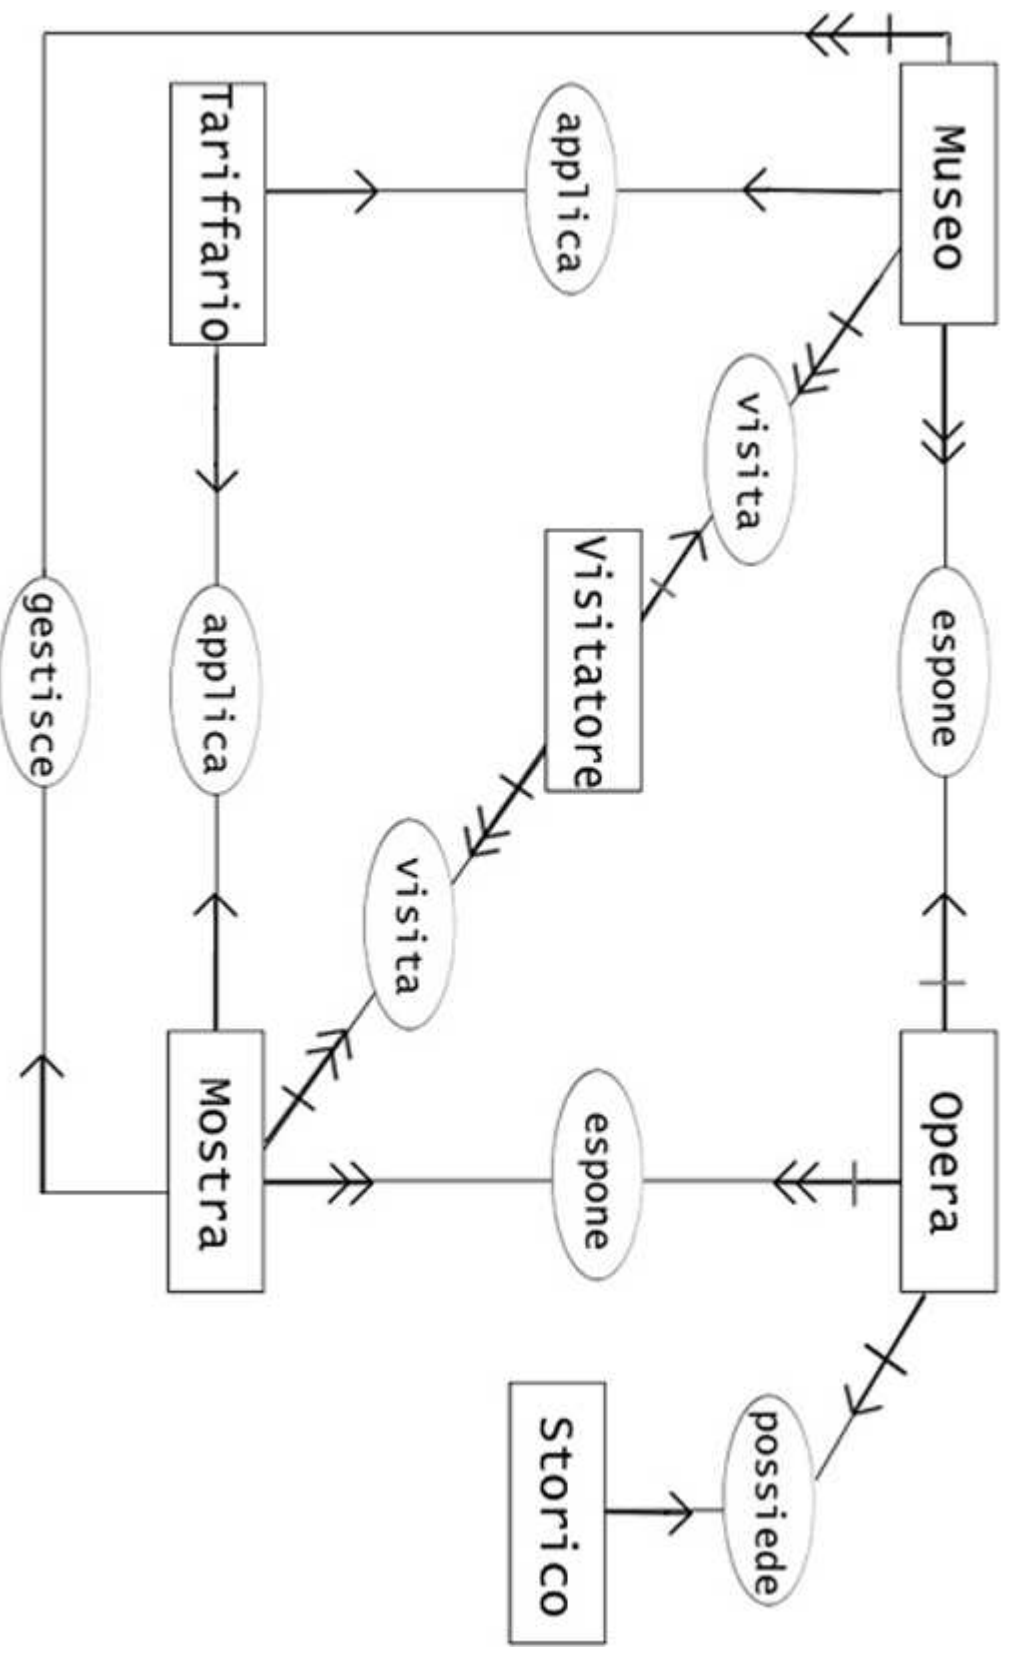 Museo
espone
Opera
visita
possiede
applica
Visitatore
espone
Storico
visita
Tariffario
applica
Mostra
gestisce